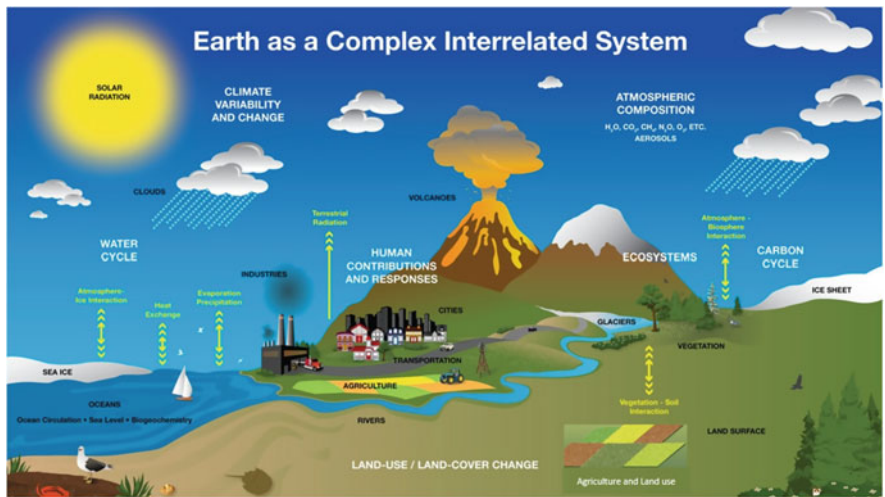 Earth as a Complex Interrelated System
SOLAR
RADIATION
CLIMATE
VARIABILITY
AND CHANGE
ATMOSPHERIC
COMPOSITION
H₂O, CO₂, CH₄, N₂O, O₃, ETC.
AEROSOLS
CLOUDS
VOLCANOES
Terrestrial
Radiation
Atmosphere -
Biosphere
Interaction
WATER
CYCLE
HUMAN
CONTRIBUTIONS
AND RESPONSES
ECOSYSTEMS
CARBON
CYCLE
INDUSTRIES
Atmosphere-
Ice Interaction
Heat
Exchange
Evaporation
Precipitation
ICE SHEET
CITIES
GLACIERS
VEGETATION
TRANSPORTATION
SEA ICE
AGRICULTURE
OCEANS
Ocean Circulation • Sea Level • Biogeochemistry
RIVERS
Vegetation - Soil
Interaction
LAND SURFACE
LAND-USE / LAND-COVER CHANGE
Agriculture and Land use